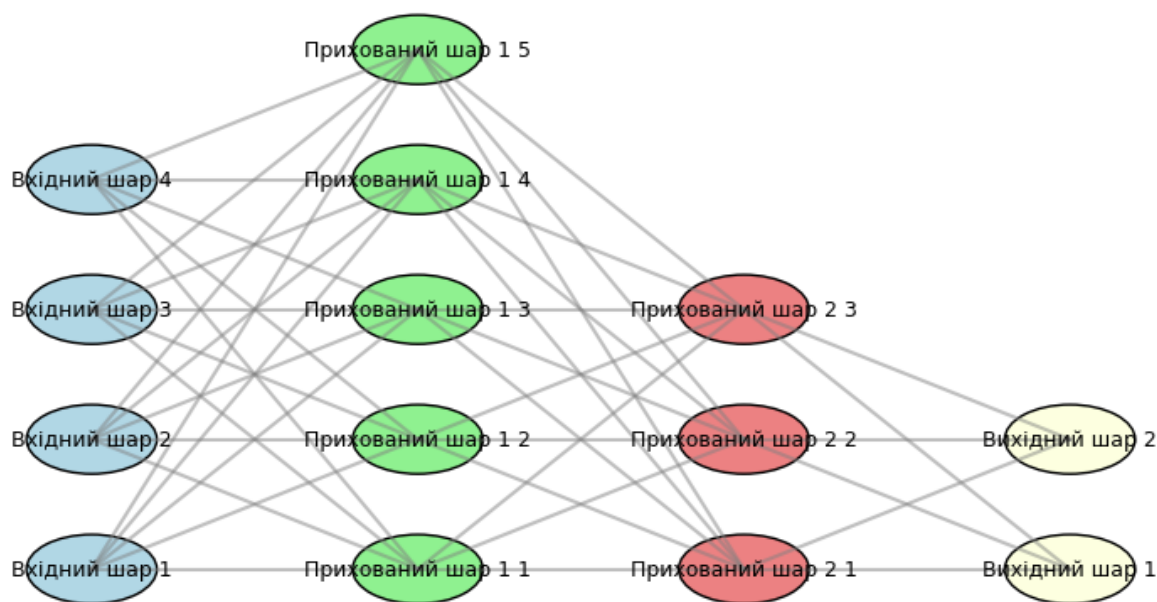 Прихований шар 1 5
Вхідний шар 4
Прихований шар 1 4
Вхідний шар 3
Прихований шар 1 3
Прихований шар 2 3
Вхідний шар 2
Прихований шар 1 2
Прихований шар 2 2
Вихідний шар 2
Вхідний шар 1
Прихований шар 1 1
Прихований шар 2 1
Вихідний шар 1